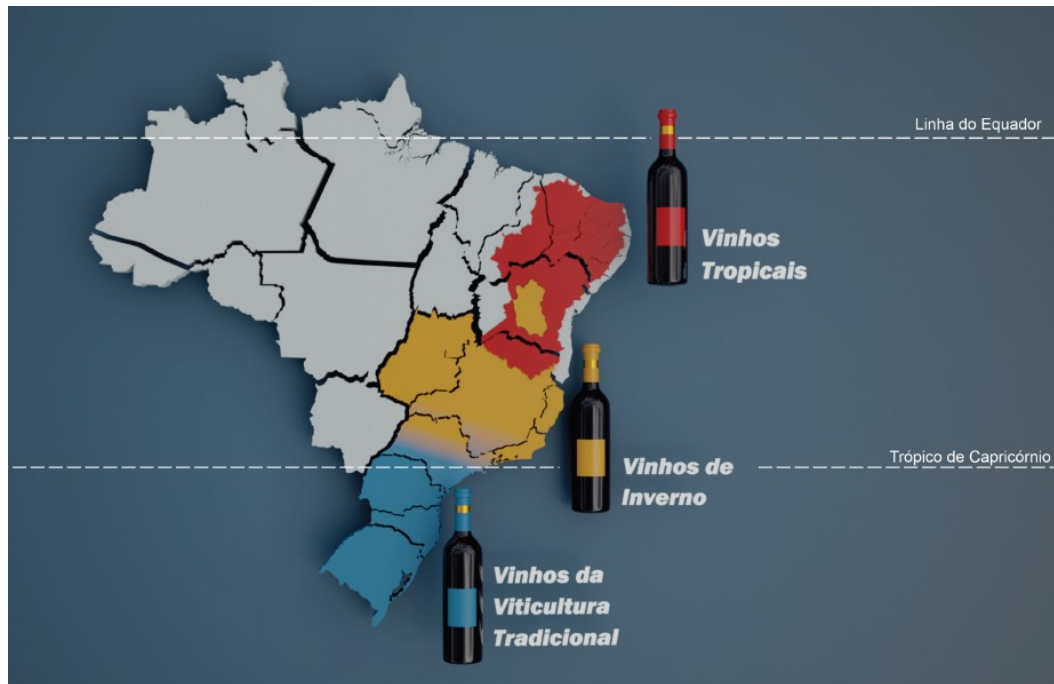 Linha do Equador
Vinhos
Tropicais
Trópico de Capricórnio
Vinhos de
Inverno
Vinhos da
Viticultura
Tradicional